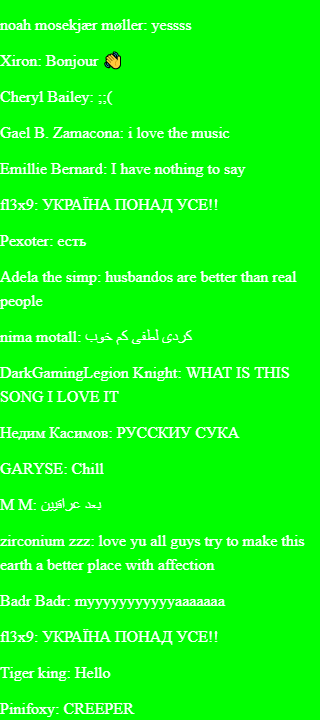 noah mosekjær møller: yessss
Xiron: Bonjour 👋
Cheryl Bailey: ;;(
Gael B. Zamacona: i love the music
Emillie Bernard: I have nothing to say
fl3x9: УКРАЇНА ПОНАД УСЕ!!
Pexoter: есть
Adela the simp: husbandos are better than real
people
nima motall: کردی لطفی کم خوب
DarkGamingLegion Knight: WHAT IS THIS
SONG I LOVE IT
Недим Касимов: РУССКИУ СУКА
GARYSE: Chill
M M: بعد عراقيين
zirconium zzz: love yu all guys try to make this
earth a better place with affection
Badr Badr: myyyyyyyyyyyaaaaaaa
fl3x9: УКРАЇНА ПОНАД УСЕ!!
Tiger king: Hello
Pinifoxy: CREEPER